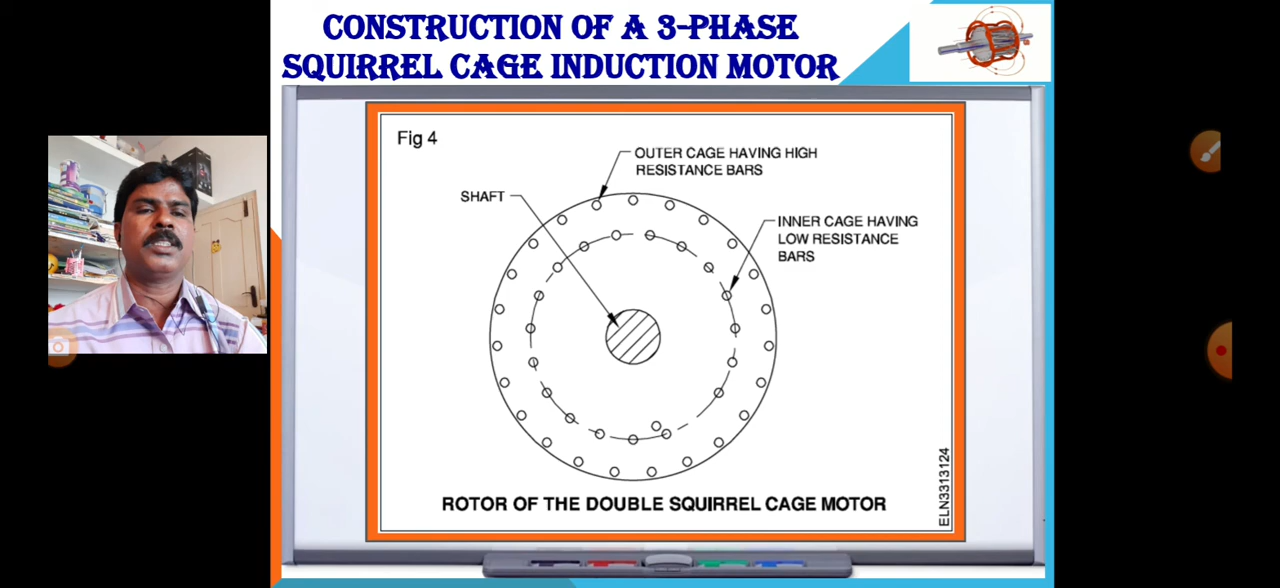 CONSTRUCTION OF A 3-PHASE
SQUIRREL CAGE INDUCTION MOTOR
Fig 4
OUTER CAGE HAVING HIGH
RESISTANCE BARS
SHAFT
INNER CAGE HAVING
LOW RESISTANCE
BARS
ROTOR OF THE DOUBLE SQUIRREL CAGE MOTOR
ELN3313124